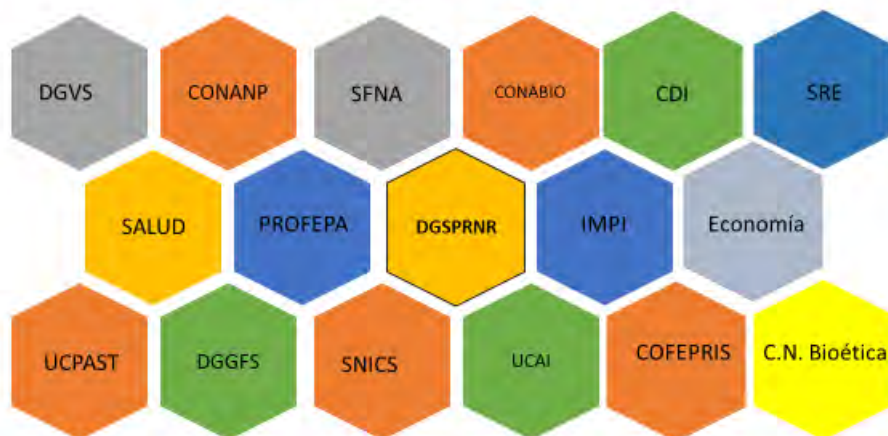 DGVS
CONANP
SFNA
CONABIO
CDI
SRE
SALUD
PROFEPA
DGSPRNR
IMPI
Economía
UCPAST
DGGFS
SNICS
UCAI
COFEPRIS
C.N. Bioética